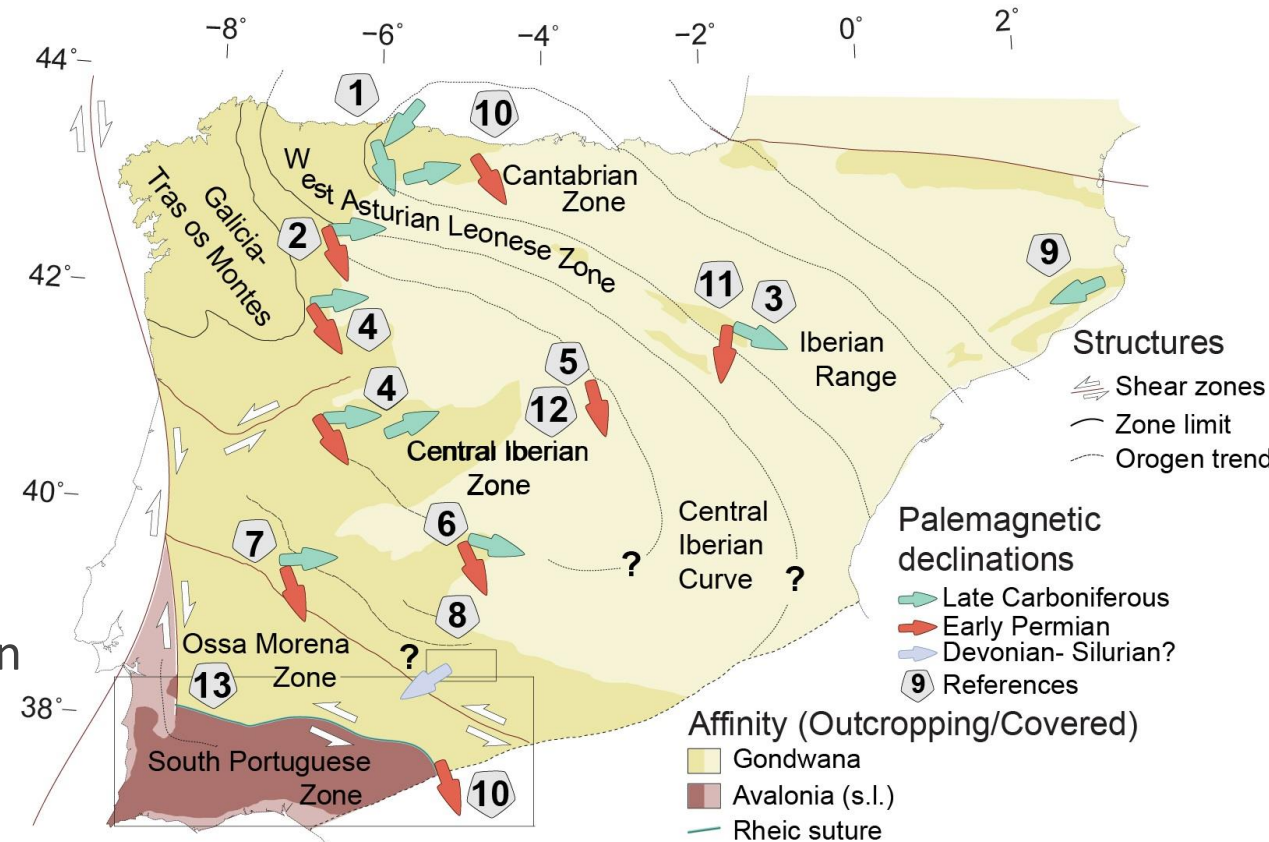 −8°
−6°
−4°
−2°
0°
2°
44°
42°
40°
38°
1
10
West Asturian Leonese Zone
Cantabrian
Zone
Galicia-
Tras os Montes
2
4
11
3
9
Iberian
Range
5
12
4
Central Iberian
Zone
6
7
8
Central
Iberian
Curve
?
?
?
Ossa Morena
Zone
13
South Portuguese
Zone
10
n
Structures
Shear zones
Zone limit
Orogen trend
Palemagnetic
declinations
Late Carboniferous
Early Permian
Devonian- Silurian?
9 References
Affinity (Outcropping/Covered)
Gondwana
Avalonia (s.l.)
Rheic suture